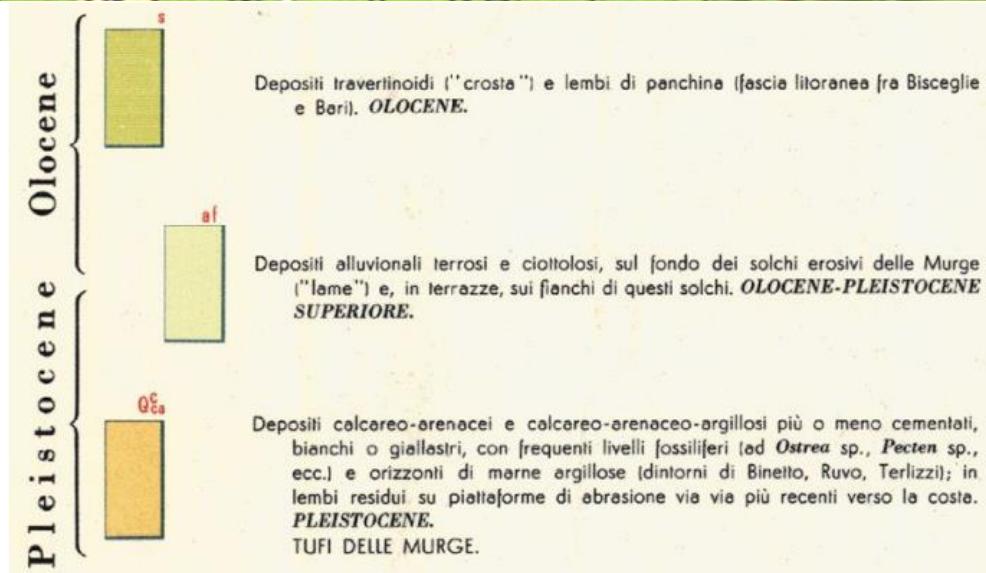 Olocene
Pleistocene
s
Depositi travertinoidi ("crosta") e lembi di panchina (fascia litoranea fra Bisceglie
e Bari). OLOCENE.
af
Depositi alluvionali terrosi e ciottolosi, sul fondo dei solchi erosivi delle Murge
("lame") e, in terrazze, sui fianchi di questi solchi. OLOCENE-PLEISTOCENE
SUPERIORE.
Qᶜca
Depositi calcareo-arenacei e calcareo-arenaceo-argillosi più o meno cementati,
bianchi o giallastri, con frequenti livelli fossiliferi (ad Ostrea sp., Pecten sp.,
ecc.) e orizzonti di marne argillose (dintorni di Binetto, Ruvo, Terlizzi); in
lembi residui su piattaforme di abrasione via via più recenti verso la costa.
PLEISTOCENE.
TUFI DELLE MURGE.